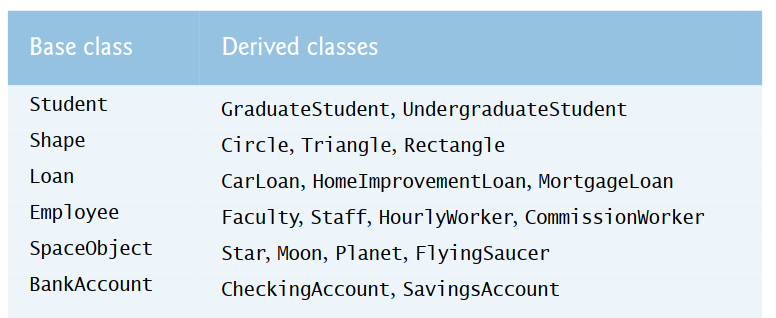 Base class Derived classes
Student GraduateStudent, UndergraduateStudent
Shape Circle, Triangle, Rectangle
Loan CarLoan, HomeImprovementLoan, MortgageLoan
Employee Faculty, Staff, HourlyWorker, CommissionWorker
SpaceObject Star, Moon, Planet, FlyingSaucer
BankAccount CheckingAccount, SavingsAccount